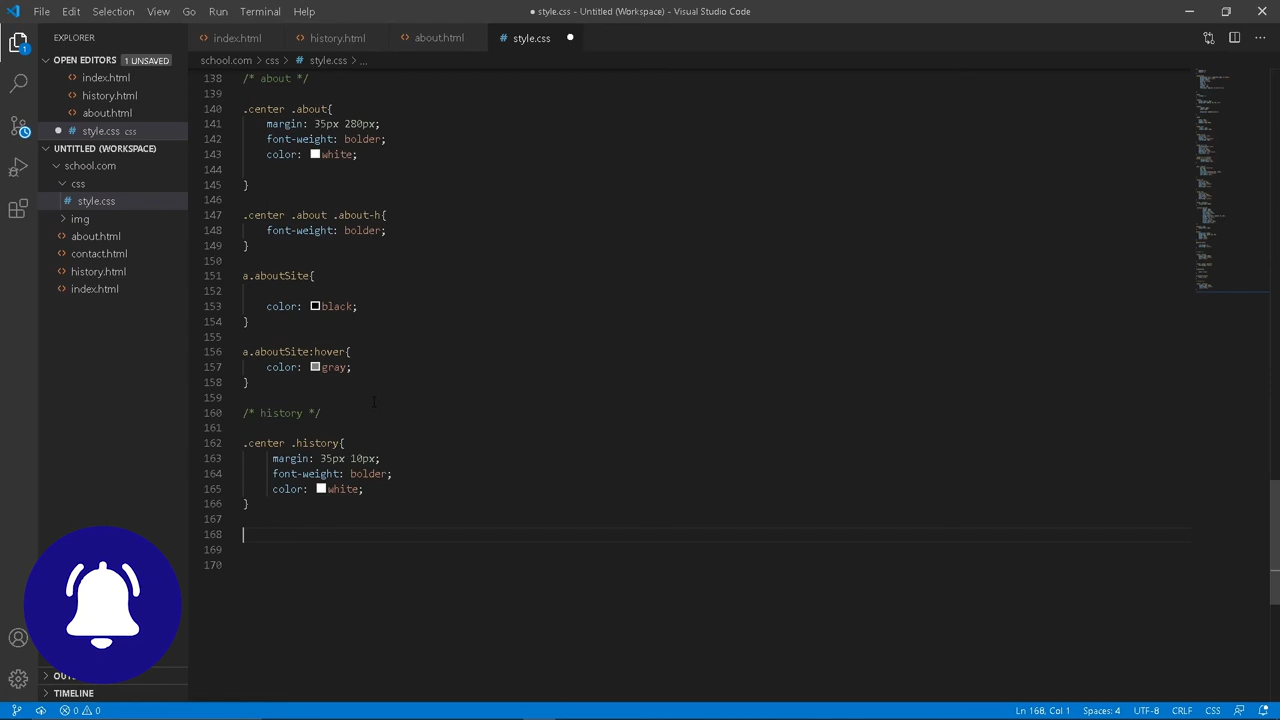 File Edit Selection View Go Run Terminal Help
● style.css - Untitled (Workspace) - Visual Studio Code
EXPLORER
index.html
history.html
about.html
# style.css
OPEN EDITORS 1 UNSAVED
index.html
history.html
about.html
style.css css
UNTITLED (WORKSPACE)
school.com
css
# style.css
img
about.html
contact.html
history.html
index.html
OUT
TIMELINE
1
school.com > css > # style.css > ...
138 /* about */
139
140 .center .about{
141 margin: 35px 280px;
142 font-weight: bolder;
143 color: white;
144
145 }
146
147 .center .about .about-h{
148 font-weight: bolder;
149 }
150
151 a.aboutSite{
152
153 color: black;
154 }
155
156 a.aboutSite:hover{
157 color: gray;
158 }
159
160 /* history */
161
162 .center .history{
163 margin: 35px 10px;
164 font-weight: bolder;
165 color: white;
166 }
167
168
169
170
0 0
Ln 168, Col 1 Spaces: 4 UTF-8 CRLF CSS